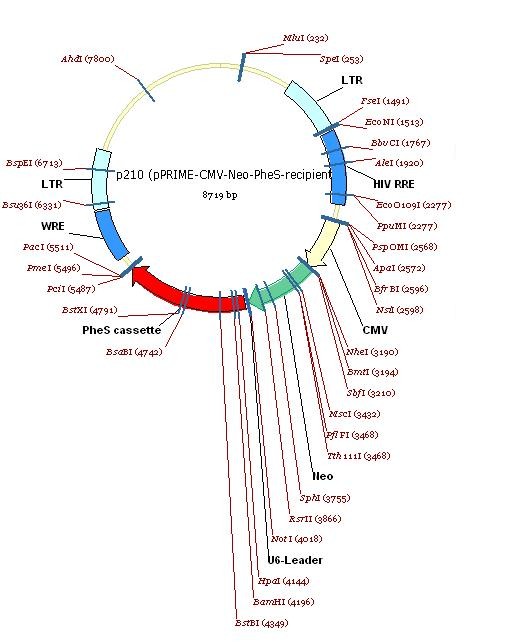 MluI (232)
SpeI (253)
AhdI (7800)
LTR
FseI (1491)
EcoNI (1513)
BbvCI (1767)
AleI (1920)
HIV RRE
EcoO109I (2277)
PpuMI (2277)
PspOMI (2568)
ApaI (2572)
BfrBI (2596)
NsiI (2598)
CMV
NheI (3190)
BmtI (3194)
SbfI (3210)
MscI (3432)
PflFI (3468)
Tth111I (3468)
Neo
SphI (3755)
RsrII (3866)
NotI (4018)
U6-Leader
HpaI (4144)
BamHI (4196)
BstBI (4349)
BsaBI (4742)
PheS cassette
BstXI (4791)
PciI (5487)
PmeI (5496)
PacI (5511)
WRE
Bsu36I (6331)
LTR
BspEI (6713)
p210 (pPRIME-CMV-Neo-PheS-recipient
8719 bp